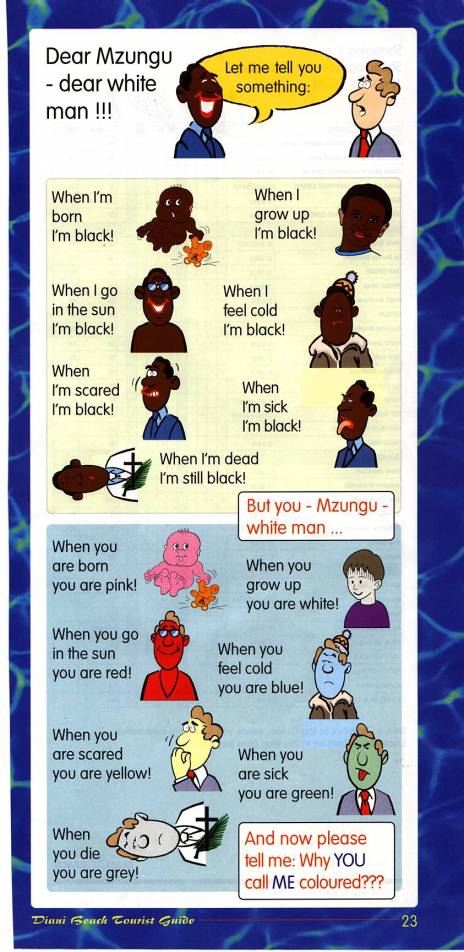 Dear Mzungu
- dear white
man !!!
Let me tell you
something:
When I'm
born
I'm black!
When I
grow up
I'm black!
When I go
in the sun
I'm black!
When I
feel cold
I'm black!
When
I'm scared
I'm black!
When
I'm sick
I'm black!
When I'm dead
I'm still black!
But you - Mzungu -
white man ...
When you
are born
you are pink!
When you
grow up
you are white!
When you go
in the sun
you are red!
When you
feel cold
you are blue!
When you
are scared
you are yellow!
When you
are sick
you are green!
When
you die
you are grey!
And now please
tell me: Why YOU
call ME coloured???
Diani Beach Tourist Guide
23